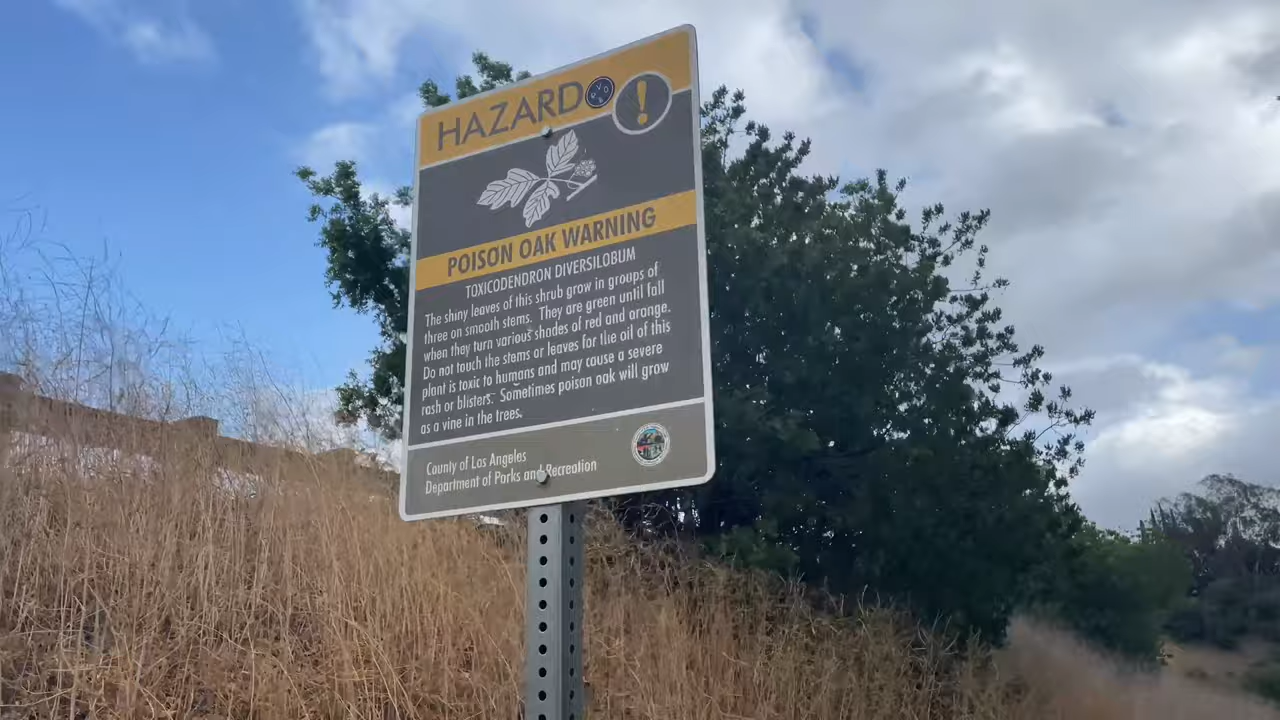 HAZARD
!
POISON OAK WARNING
TOXICODENDRON DIVERSILOBUM
The shiny leaves of this shrub grow in groups of
three on smooth stems. They are green until fall
when they turn various shades of red and orange.
Do not touch the stems or leaves for the oil of this
plant is toxic to humans and may cause a severe
rash or blisters. Sometimes poison oak will grow
as a vine in the trees.
County of Los Angeles
Department of Parks and Recreation